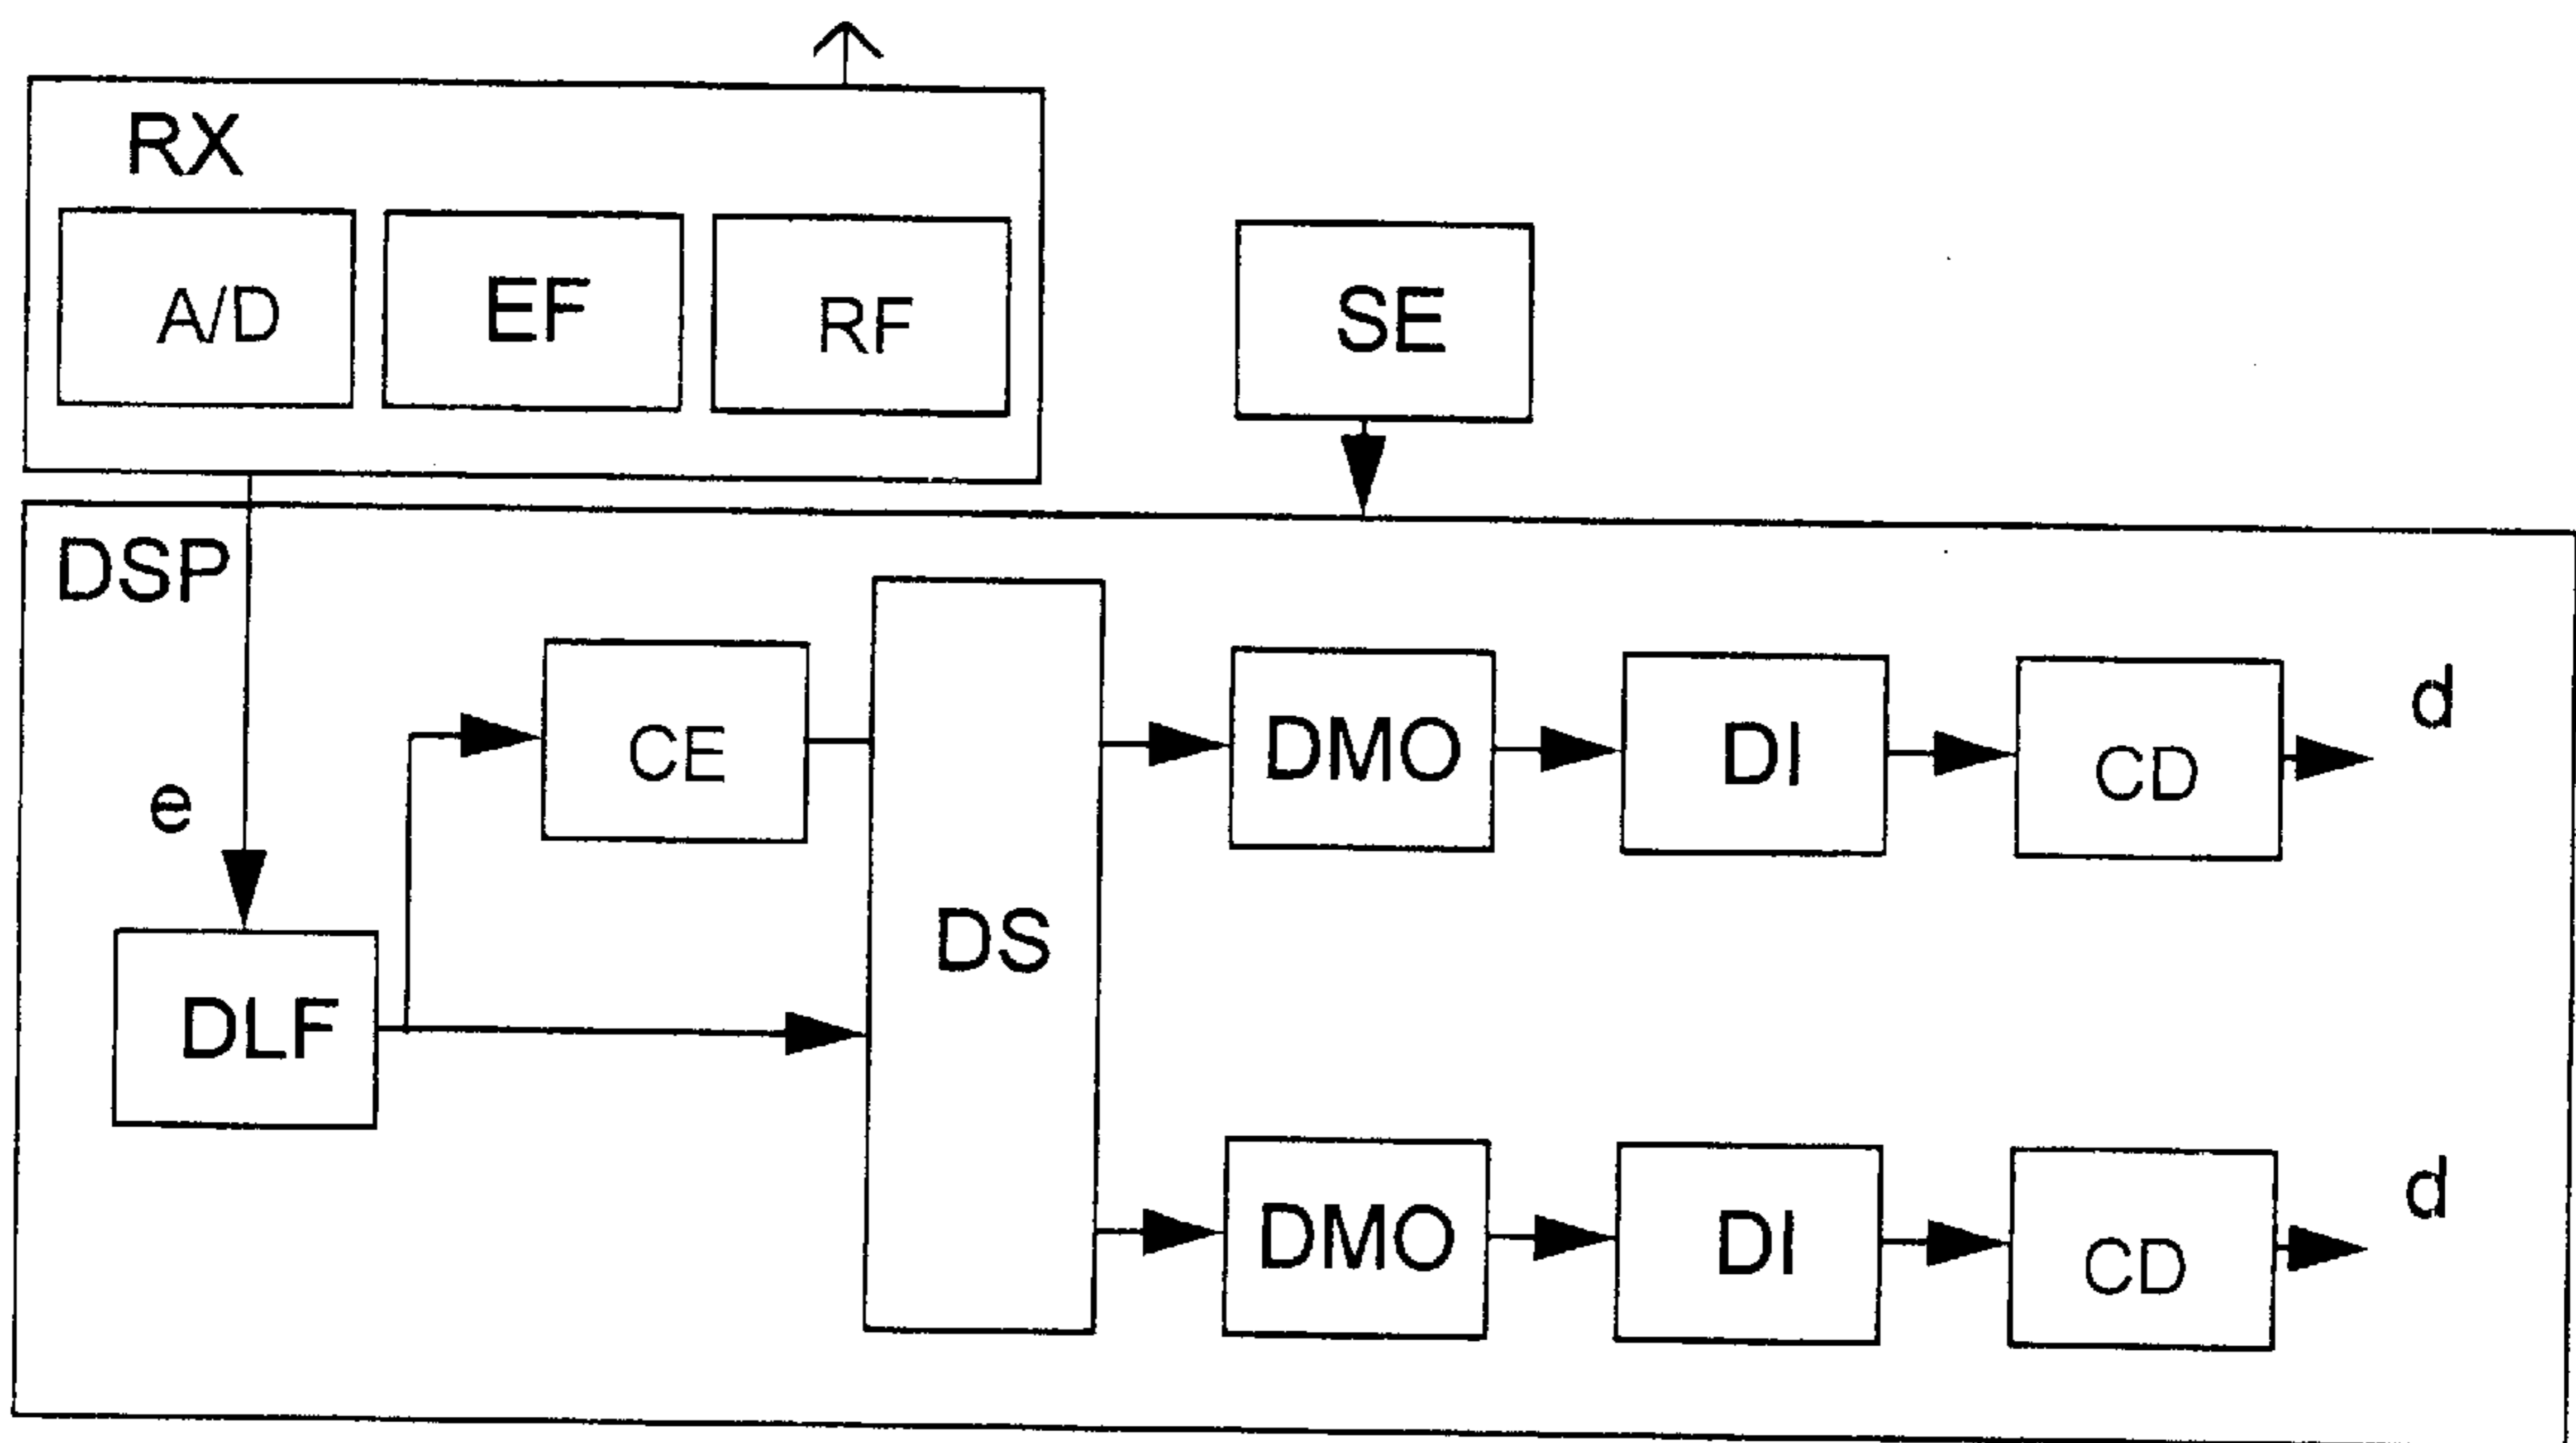 RX
A/D EF RF
SE
DSP
CE DMO DI CD d
e
DS
DLF
DMO DI CD d